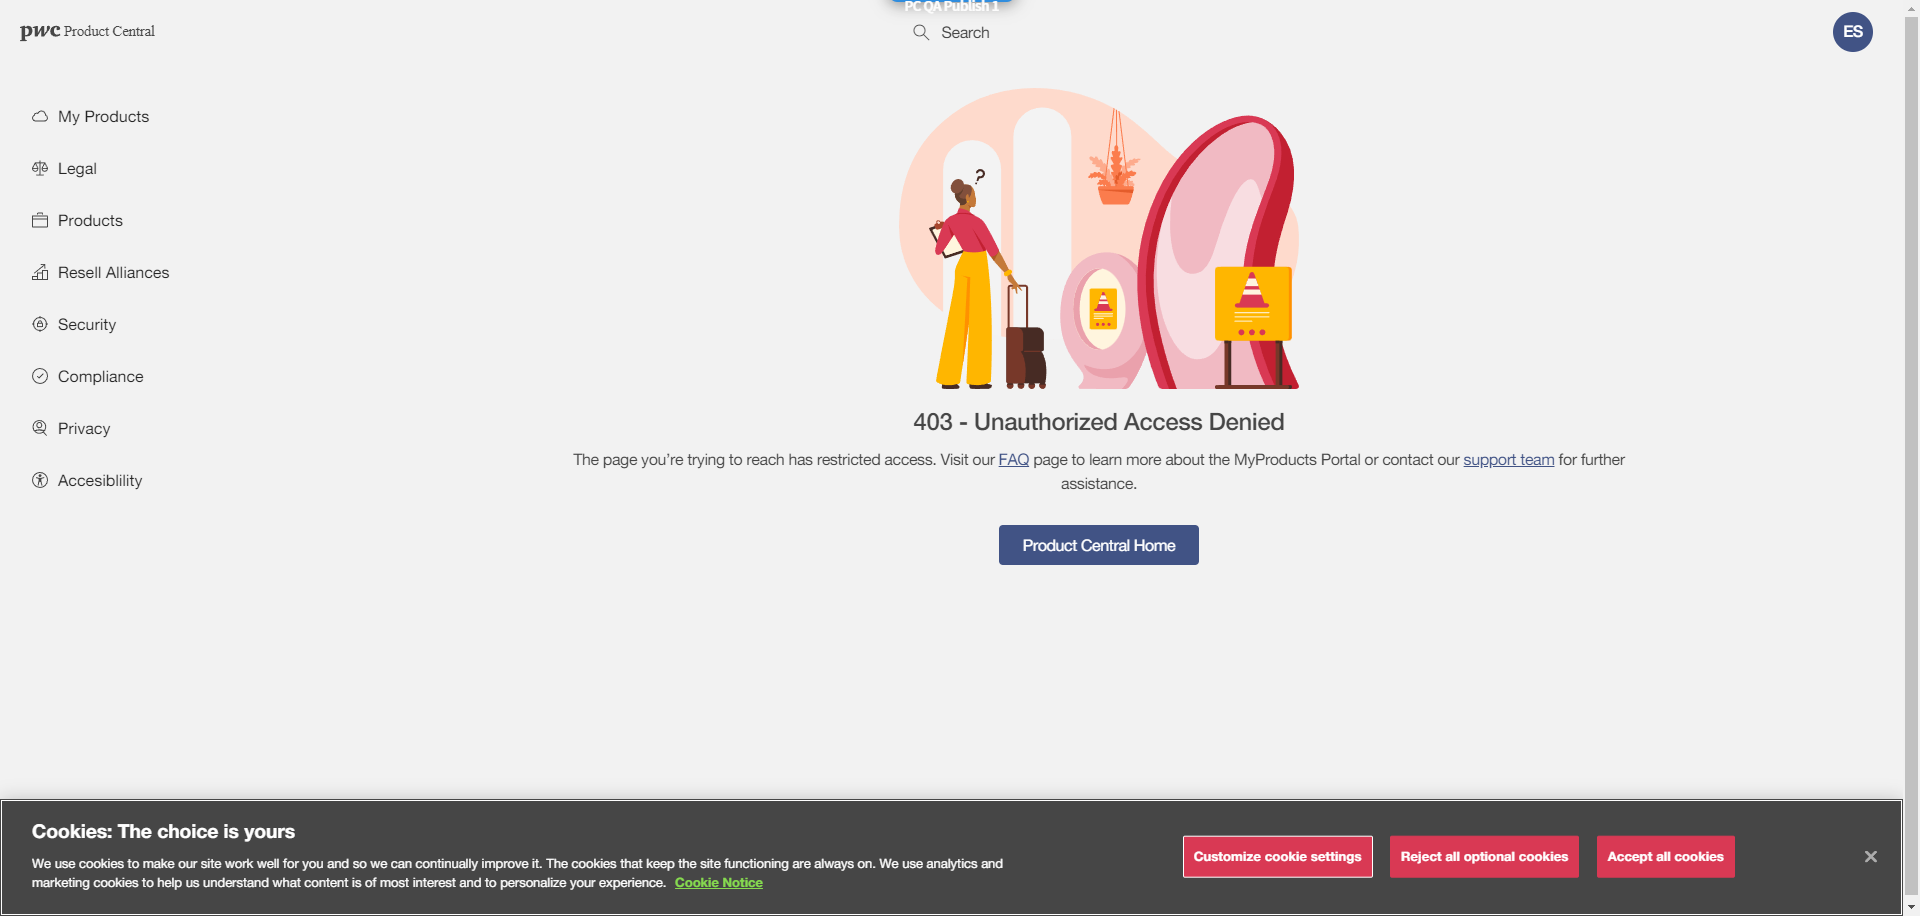 PC QA Publish 1
pwc Product Central
Search
ES
My Products
Legal
Products
Resell Alliances
Security
Compliance
Privacy
Accesiblility
?
403 - Unauthorized Access Denied
The page you’re trying to reach has restricted access. Visit our FAQ page to learn more about the MyProducts Portal or contact our support team for further
assistance.
Product Central Home
Cookies: The choice is yours
We use cookies to make our site work well for you and so we can continually improve it. The cookies that keep the site functioning are always on. We use analytics and
marketing cookies to help us understand what content is of most interest and to personalize your experience. Cookie Notice
Customize cookie settings
Reject all optional cookies
Accept all cookies